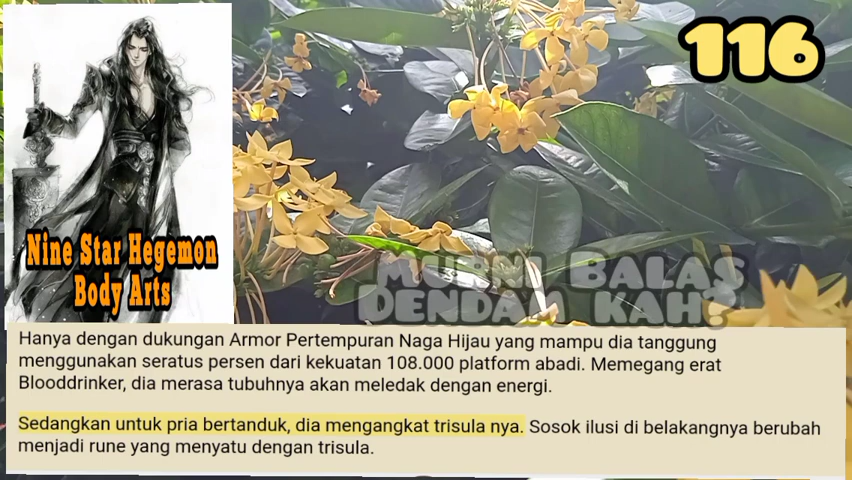 116
Nine Star Hegemon
Body Arts
MURNI BALAS
DENDAM KAH?
Hanya dengan dukungan Armor Pertempuran Naga Hijau yang mampu dia tanggung
menggunakan seratus persen dari kekuatan 108.000 platform abadi. Memegang erat
Blooddrinker, dia merasa tubuhnya akan meledak dengan energi.
Sedangkan untuk pria bertanduk, dia mengangkat trisula nya. Sosok ilusi di belakangnya berubah
menjadi rune yang menyatu dengan trisula.